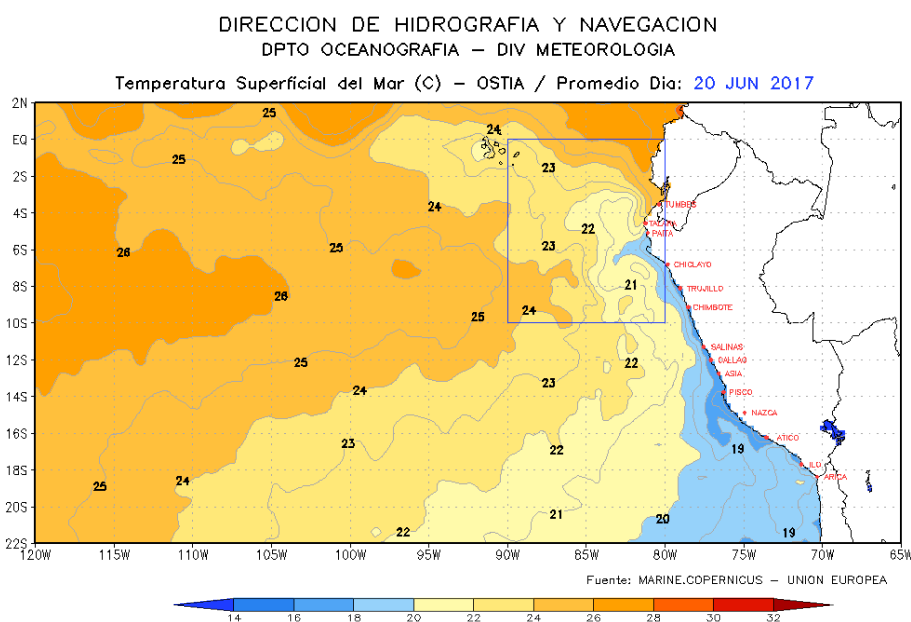 DIRECCION DE HIDROGRAFIA Y NAVEGACION
DPTO OCEANOGRAFIA – DIV METEOROLOGIA
Temperatura Superficial del Mar (C) – OSTIA / Promedio Dia: 20 JUN 2017
2N
EQ
2S
4S
6S
8S
10S
12S
14S
16S
18S
20S
22S
25
24
25
23
24
22
25
23
26
21
26
24
25
25
22
24
23
23
22
19
24
25
21
20
22
19
TUMBES
TALARA
PAITA
CHICLAYO
TRUJILLO
CHIMBOTE
SALINAS
CALLAO
ASIA
PISCO
NAZCA
ATICO
ILO
ARICA
120W 115W 110W 105W 100W 95W 90W 85W 80W 75W 70W 65W
Fuente: MARINE.COPERNICUS – UNION EUROPEA
14 16 18 20 22 24 26 28 30 32